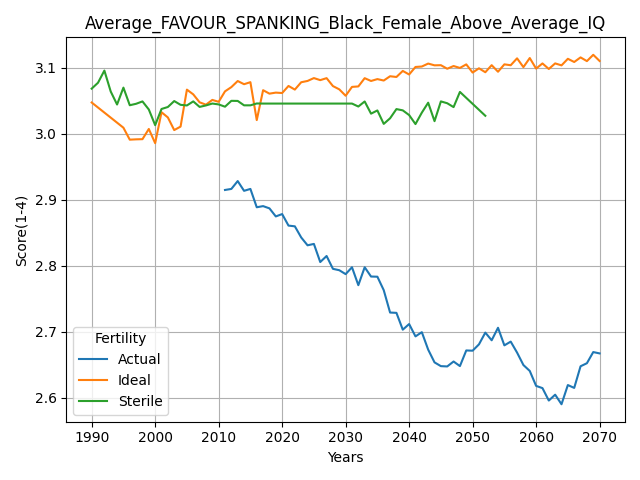 Average_FAVOUR_SPANKING_Black_Female_Above_Average_IQ
Score(1-4)
3.1
3.0
2.9
2.8
2.7
2.6
Fertility
Actual
Ideal
Sterile
1990 2000 2010 2020 2030 2040 2050 2060 2070
Years